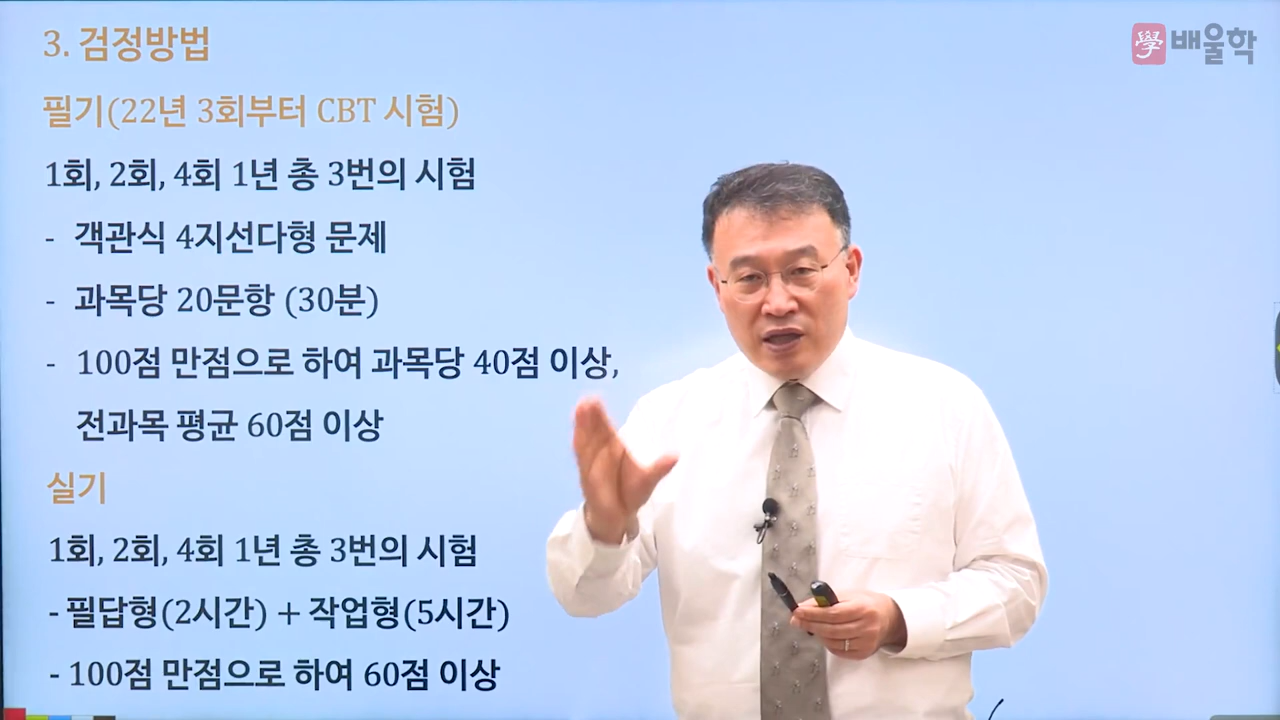 3. 검정방법
學 배울학
필기(22년 3회부터 CBT 시험)
1회, 2회, 4회 1년 총 3번의 시험
- 객관식 4지선다형 문제
- 과목당 20문항 (30분)
- 100점 만점으로 하여 과목당 40점 이상,
전과목 평균 60점 이상
실기
1회, 2회, 4회 1년 총 3번의 시험
- 필답형(2시간) + 작업형(5시간)
- 100점 만점으로 하여 60점 이상